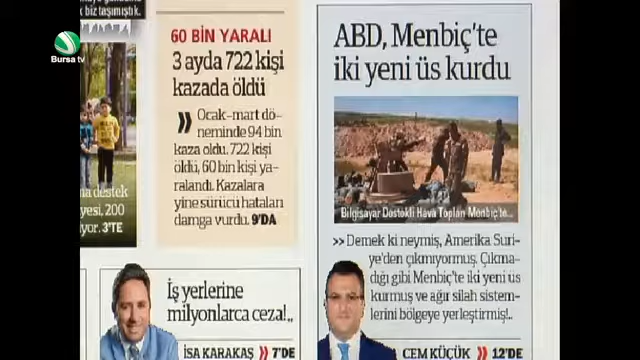 k biz taşımıştık.
Bursa tv
na destek
yesi, 200
yor. 3'TE
60 BİN YARALI
3 ayda 722 kişi
kazada öldü
Ocak-mart dö-
neminde 94 bin
kaza oldu, 722 kişi
öldü, 60 bin kişi ya-
ralandı. Kazalara
yine sürücü hataları
damga vurdu. 9'DA
İş yerlerine
milyonlarca ceza!..
İSA KARAKAŞ » 7'DE
ABD, Menbiç'te
iki yeni üs kurdu
Bilgisayar Destekli Hava Topları Menbiç'te...
>> Demek ki neymiş, Amerika Suri-
ye'den çıkmıyormuş. Çıkma-
dığı gibi Menbiç'te iki yeni üs
kurmuş ve ağır silah sistem-
lerini bölgeye yerleştirmiş!..
CEM KÜÇÜK » 12'DE